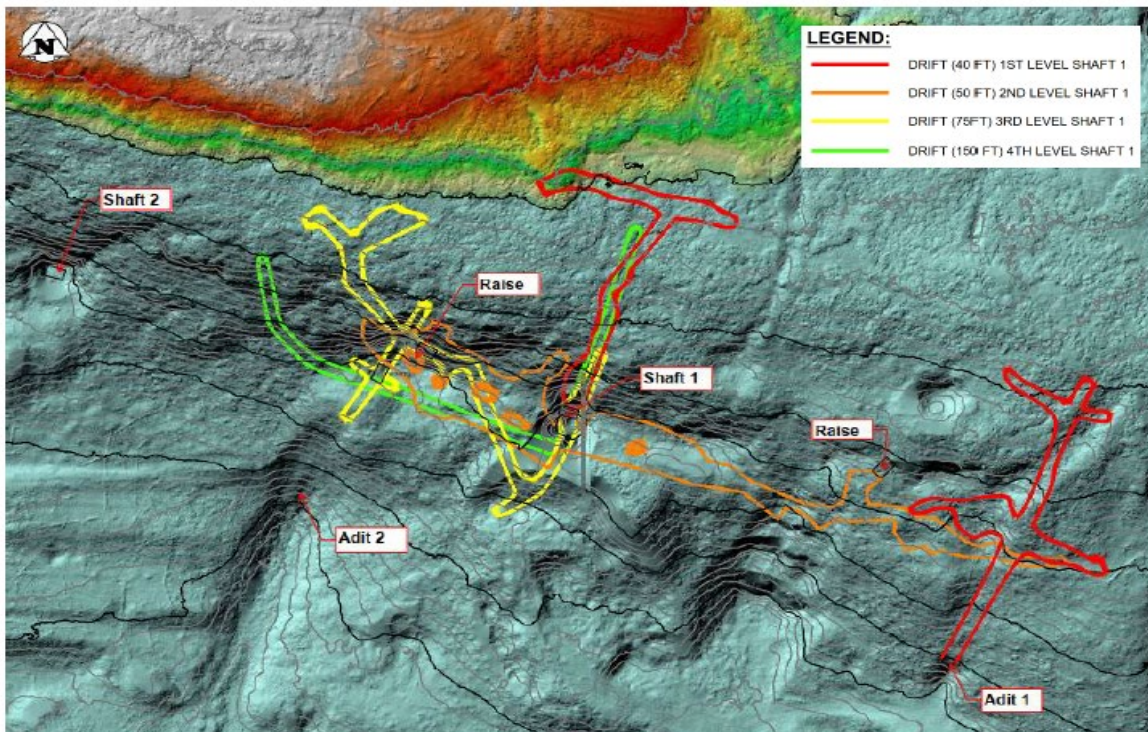 N
LEGEND:
DRIFT (40 FT) 1ST LEVEL SHAFT 1
DRIFT (50 FT) 2ND LEVEL SHAFT 1
DRIFT (75FT) 3RD LEVEL SHAFT 1
DRIFT (150 FT) 4TH LEVEL SHAFT 1
Shaft 2
Raise
Shaft 1
Raise
Adit 2
Adit 1